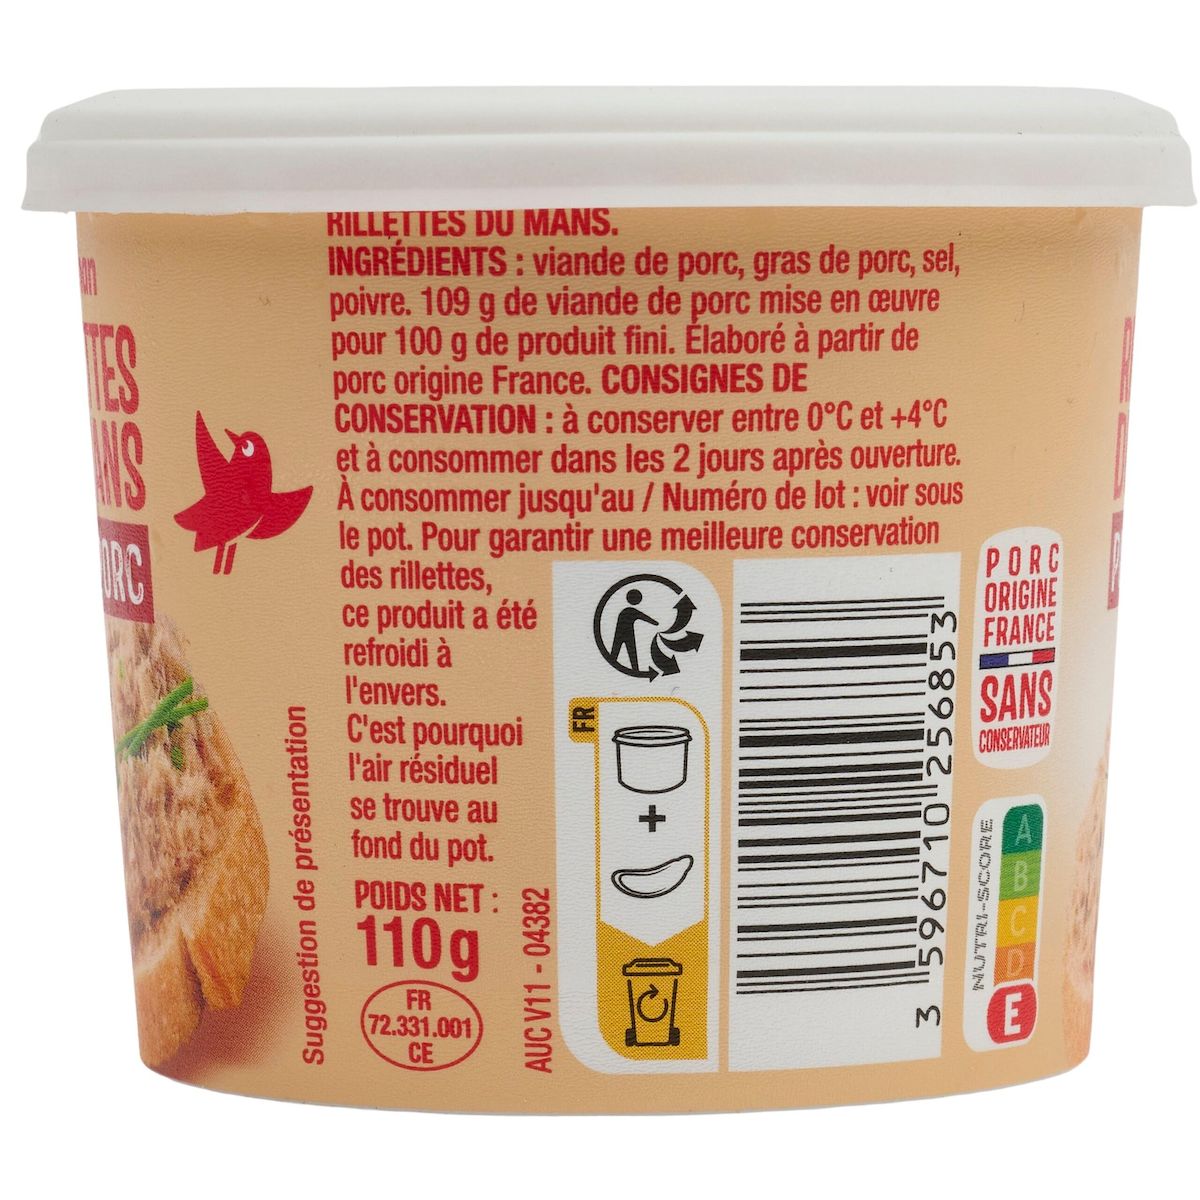 RILLETTES DU MANS.
INGRÉDIENTS : viande de porc, gras de porc, sel,
poivre. 109 g de viande de porc mise en œuvre
pour 100 g de produit fini. Élaboré à partir de
porc origine France. CONSIGNES DE
CONSERVATION : à conserver entre 0°C et +4°C
et à consommer dans les 2 jours après ouverture.
À consommer jusqu'au / Numéro de lot : voir sous
le pot. Pour garantir une meilleure conservation
des rillettes,
ce produit a été
refroidi à
l'envers.
C'est pourquoi
l'air résiduel
se trouve au
fond du pot.
POIDS NET :
110 g
FR
72.331.001
CE
Suggestion de présentation
AUC V11 - 04382
FR
+
3 596710 256853
PORC
ORIGINE
FRANCE
SANS
CONSERVATEUR
NUTRI-SCORE
A
B
C
D
E